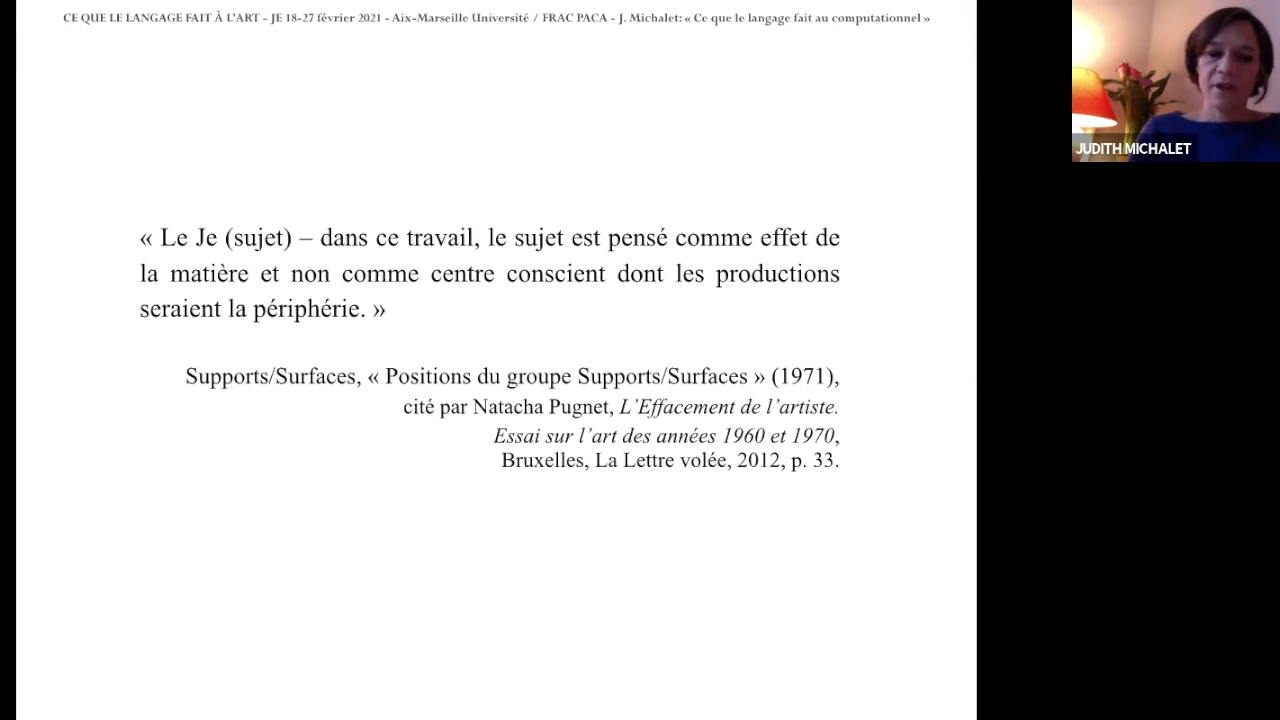 CE QUE LE LANGAGE FAIT À L'ART - JE 18-27 février 2021 - Aix-Marseille Université / FRAC PACA - J. Michalet: « Ce que le langage fait au computationnel »
JUDITH MICHALET
« Le Je (sujet) – dans ce travail, le sujet est pensé comme effet de
la matière et non comme centre conscient dont les productions
seraient la périphérie. »
Supports/Surfaces, « Positions du groupe Supports/Surfaces » (1971),
cité par Natacha Pugnet, L'Effacement de l'artiste.
Essai sur l'art des années 1960 et 1970,
Bruxelles, La Lettre volée, 2012, p. 33.